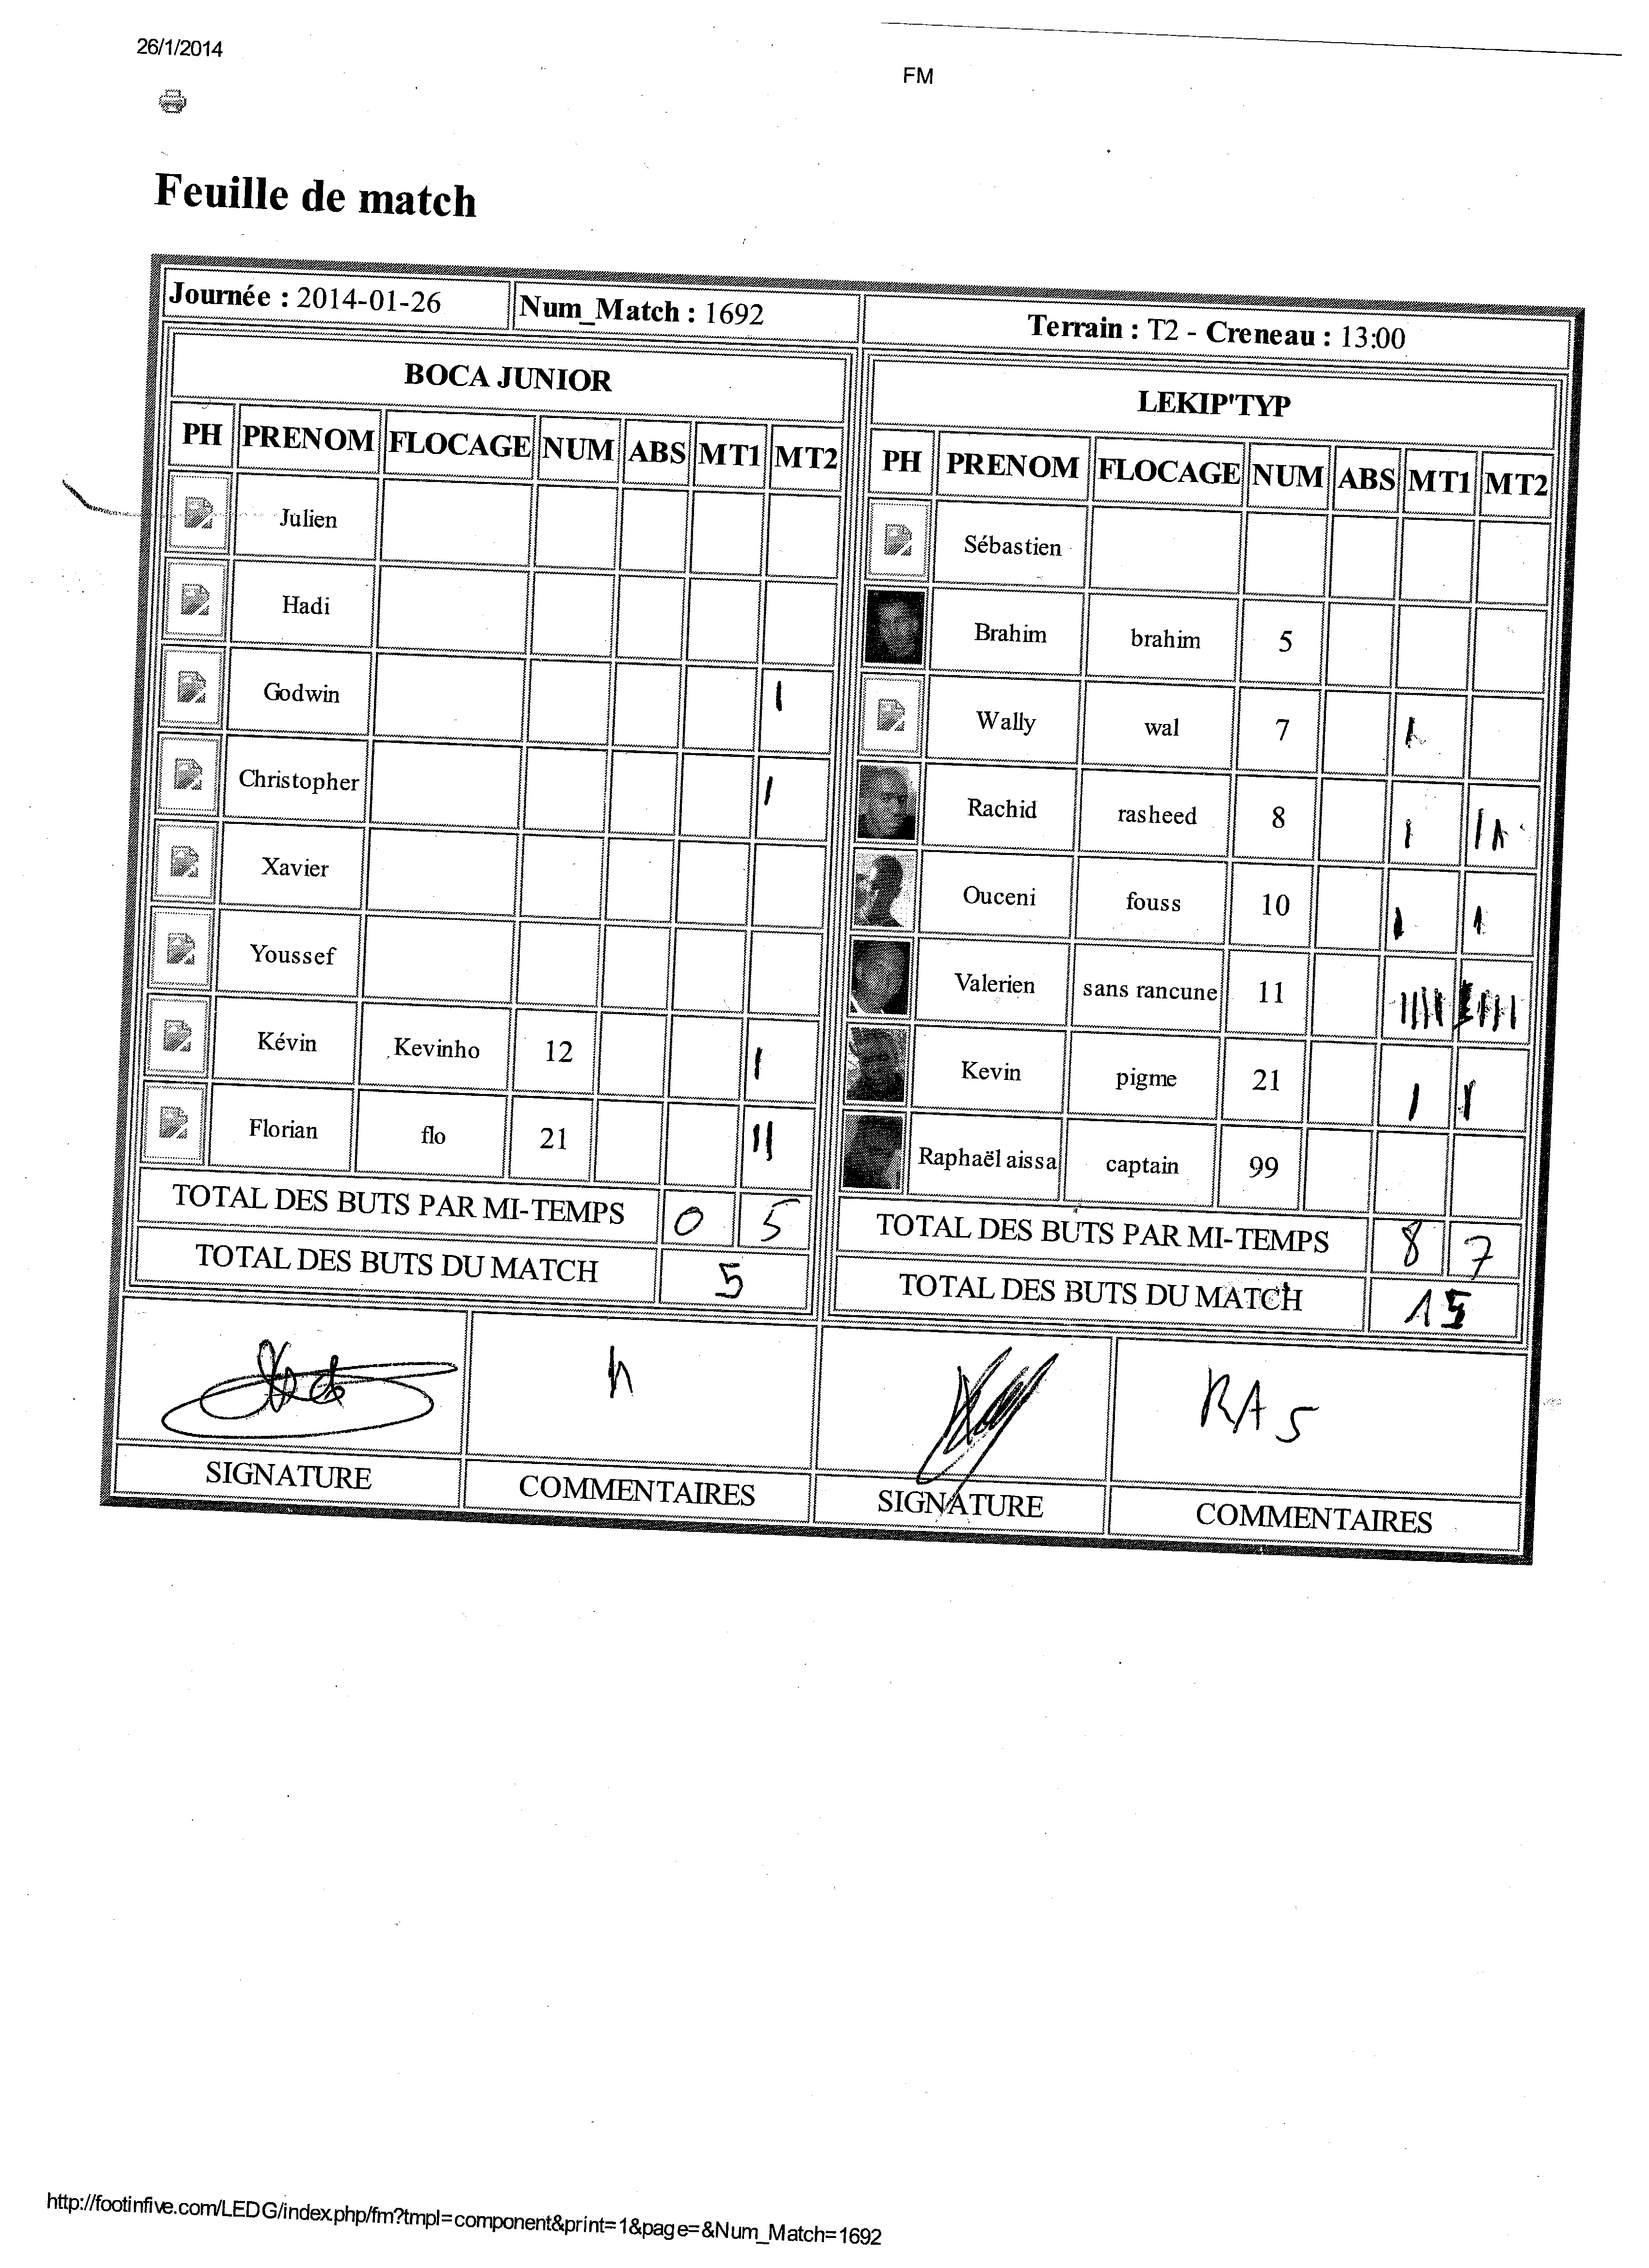 26/1/2014
FM
Feuille de match
Journée : 2014-01-26 Num_Match : 1692 Terrain : T2 - Creneau : 13:00
BOCA JUNIOR
PH PRENOM FLOCAGE NUM ABS MT1 MT2
Julien
Hadi
Godwin I
Christopher I
Xavier
Youssef
Kévin Kevinho 12 I
Florian flo 21 II
TOTAL DES BUTS PAR MI-TEMPS 0 5
TOTAL DES BUTS DU MATCH 5
LEKIP'TYP
PH PRENOM FLOCAGE NUM ABS MT1 MT2
Sébastien
Brahim brahim 5
Wally wal 7 I
Rachid rasheed 8 I II
Ouceni fouss 10 I I
Valerien sans rancune 11
Kevin pigme 21 I I
Raphaël aissa captain 99
TOTAL DES BUTS PAR MI-TEMPS 8 7
TOTAL DES BUTS DU MATCH 15
RAS
SIGNATURE COMMENTAIRES SIGNATURE COMMENTAIRES
http://footinfive.com/LEDG/index.php/fm?tmpl=component&print=1&page=&Num_Match=1692